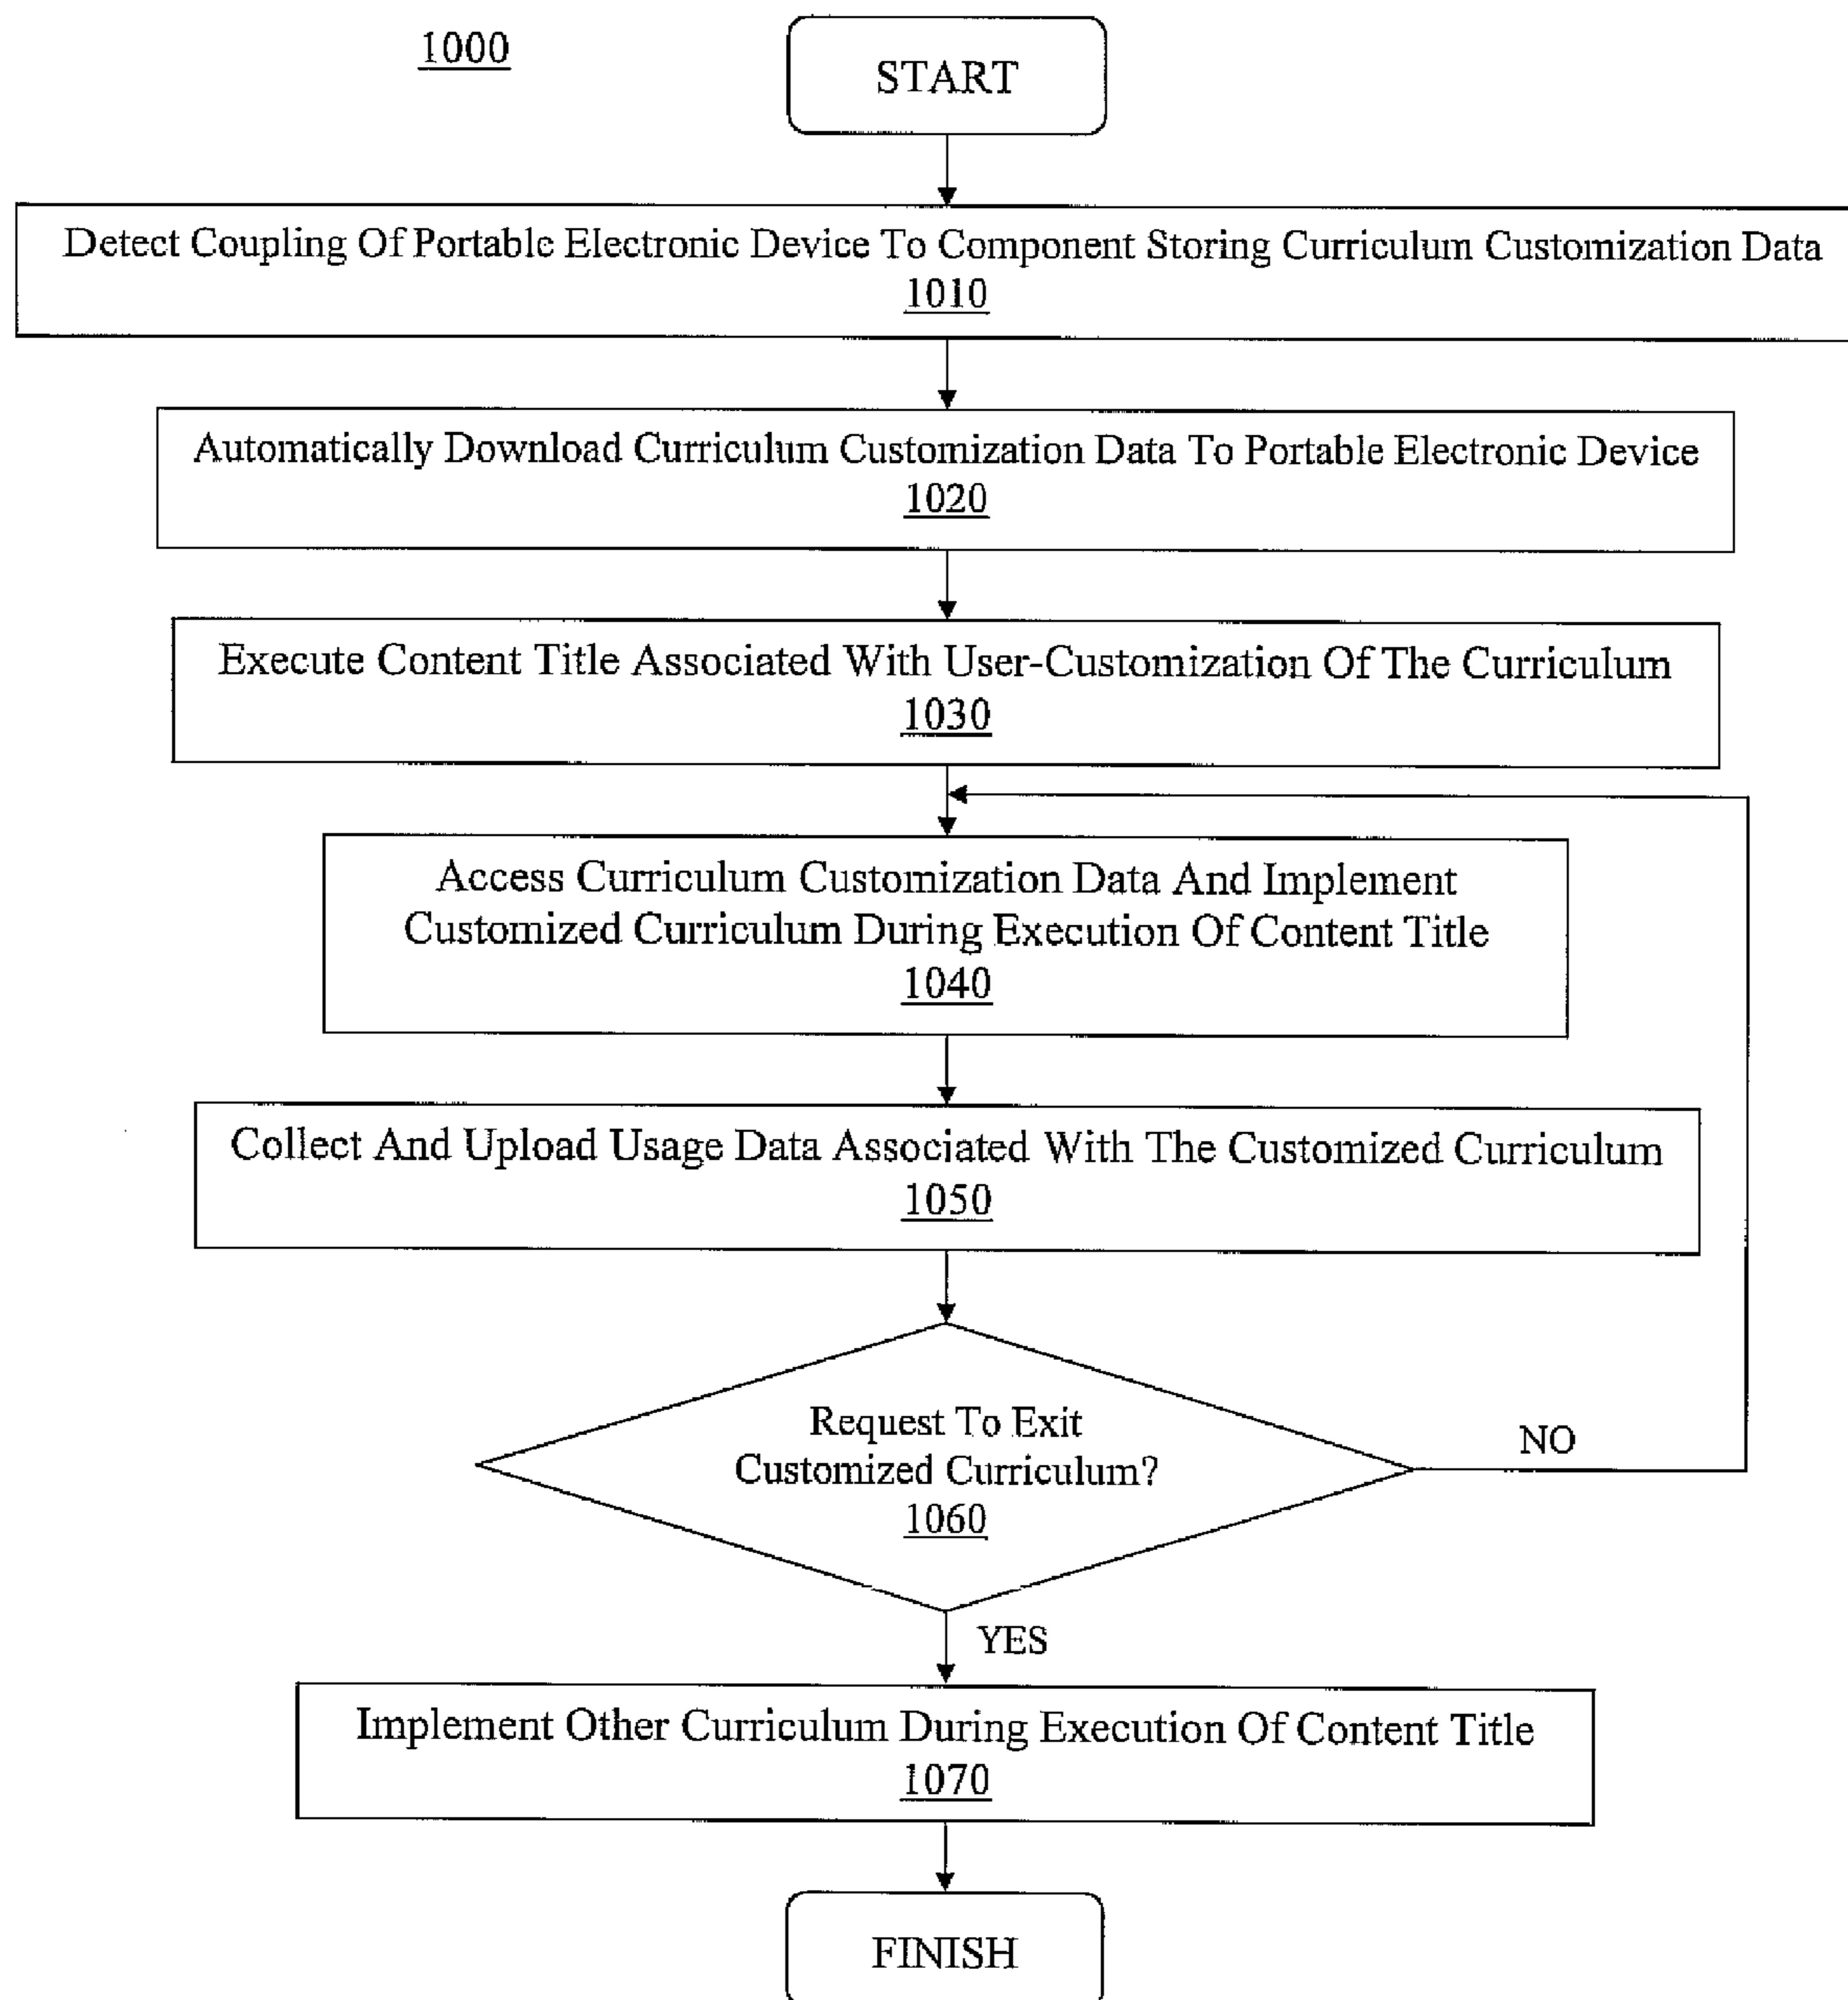 1000
START
Detect Coupling Of Portable Electronic Device To Component Storing Curriculum Customization Data
1010
Automatically Download Curriculum Customization Data To Portable Electronic Device
1020
Execute Content Title Associated With User-Customization Of The Curriculum
1030
Access Curriculum Customization Data And Implement
Customized Curriculum During Execution Of Content Title
1040
Collect And Upload Usage Data Associated With The Customized Curriculum
1050
Request To Exit
Customized Curriculum?
1060
NO
YES
Implement Other Curriculum During Execution Of Content Title
1070
FINISH